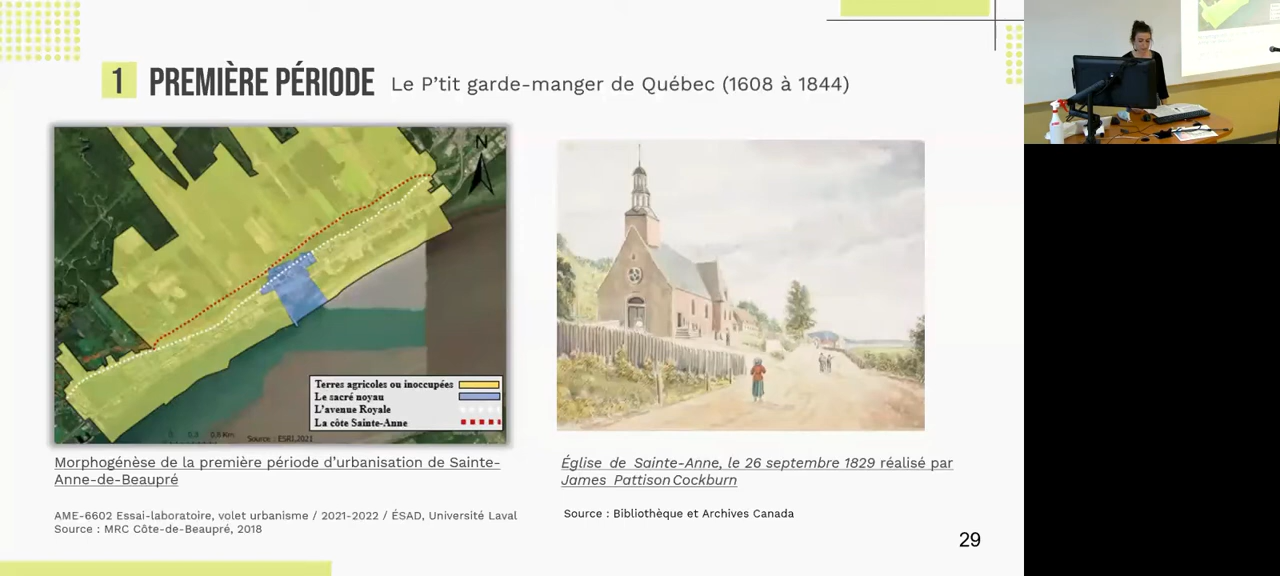 1 PREMIÈRE PÉRIODE Le P'tit garde-manger de Québec (1608 à 1844)
N
Terres agricoles ou inoccupées
Le sacré noyau
L'avenue Royale
La côte Sainte-Anne
0,6 Km
Source : ESRI,2021
Morphogénèse de la première période d'urbanisation de Sainte-
Anne-de-Beaupré
AME-6602 Essai-laboratoire, volet urbanisme / 2021-2022 / ÉSAD, Université Laval
Source : MRC Côte-de-Beaupré, 2018
Église de Sainte-Anne, le 26 septembre 1829 réalisé par
James Pattison Cockburn
Source : Bibliothèque et Archives Canada
29